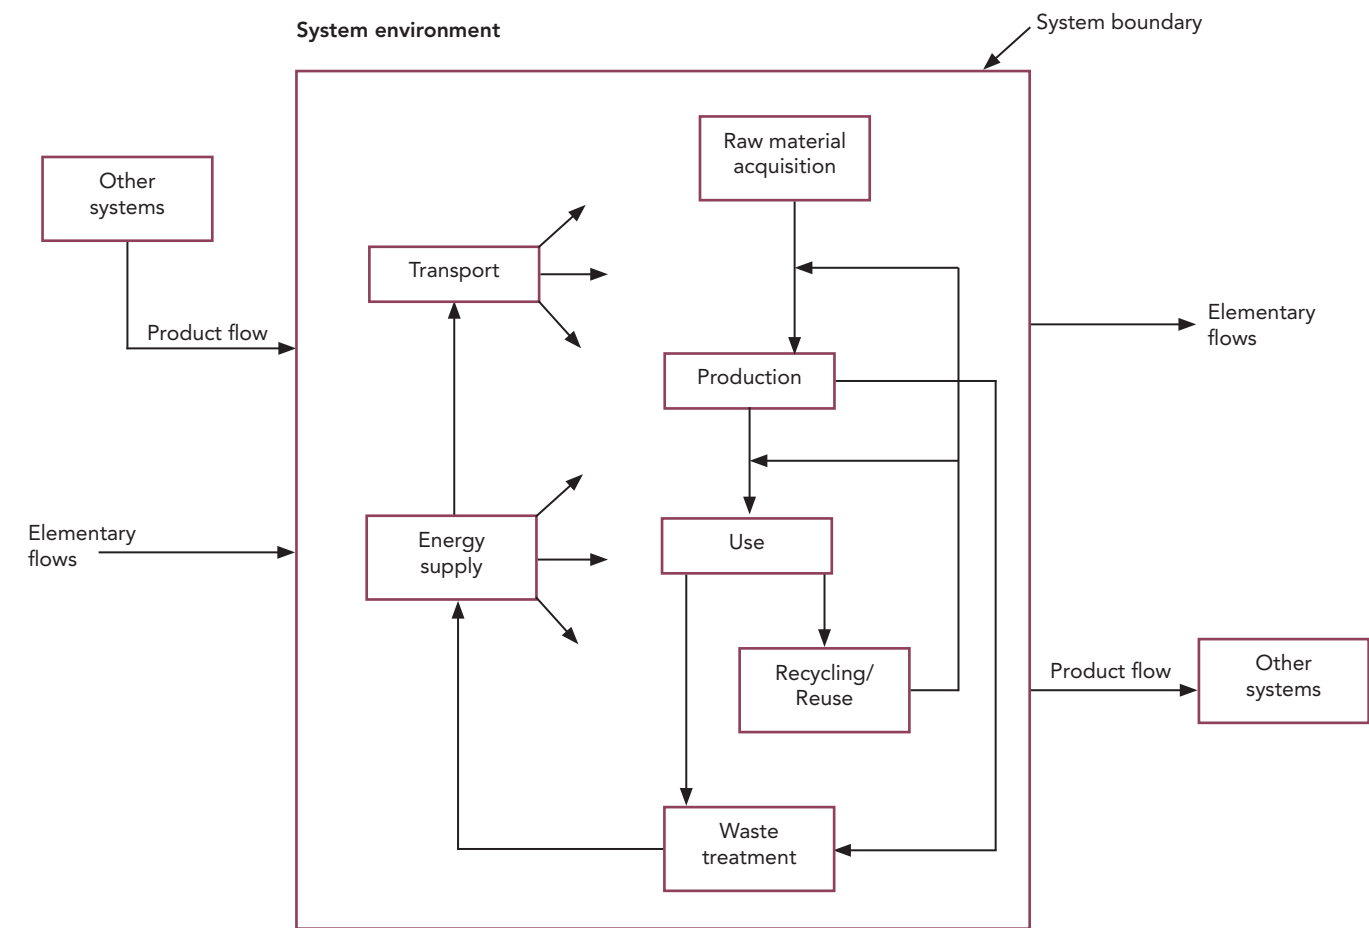 System environment
System boundary
Other
systems
Product flow
Elementary
flows
Transport
Energy
supply
Raw material
acquisition
Production
Use
Recycling/
Reuse
Waste
treatment
Elementary
flows
Product flow
Other
systems